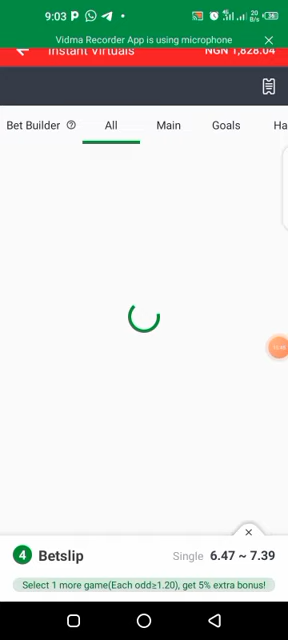 9:03 P
Vidma Recorder App is using microphone
Instant Virtuals NGN 1,828.04
Bet Builder All Main Goals Ha
4 Betslip Single 6.47 ~ 7.39
Select 1 more game(Each odd≥1.20), get 5% extra bonus!